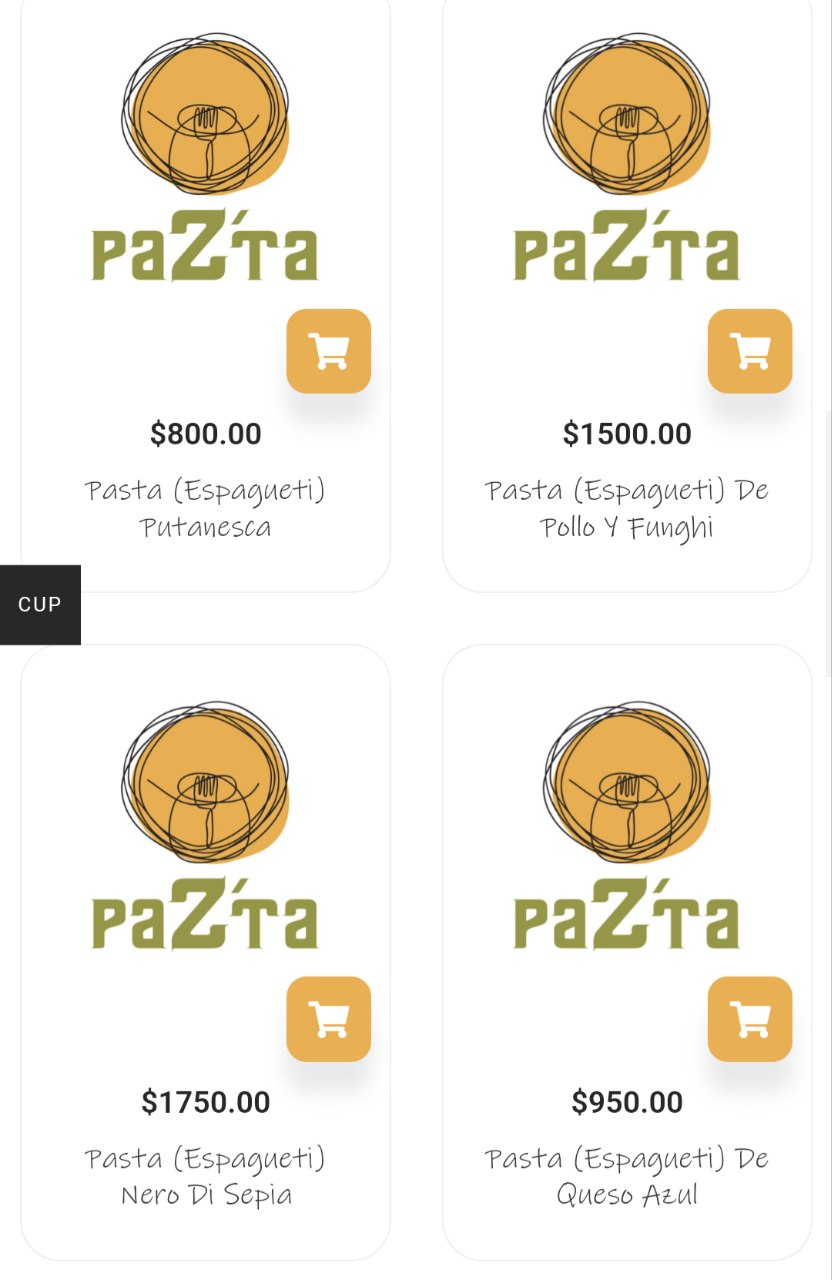 paZ´Ta
paZ´Ta
$800.00
Pasta (Espagueti)
Putanesca
$1500.00
Pasta (Espagueti) De
Pollo Y Funghi
CUP
paZ´Ta
paZ´Ta
$1750.00
Pasta (Espagueti)
Nero Di Sepia
$950.00
Pasta (Espagueti) De
Queso Azul